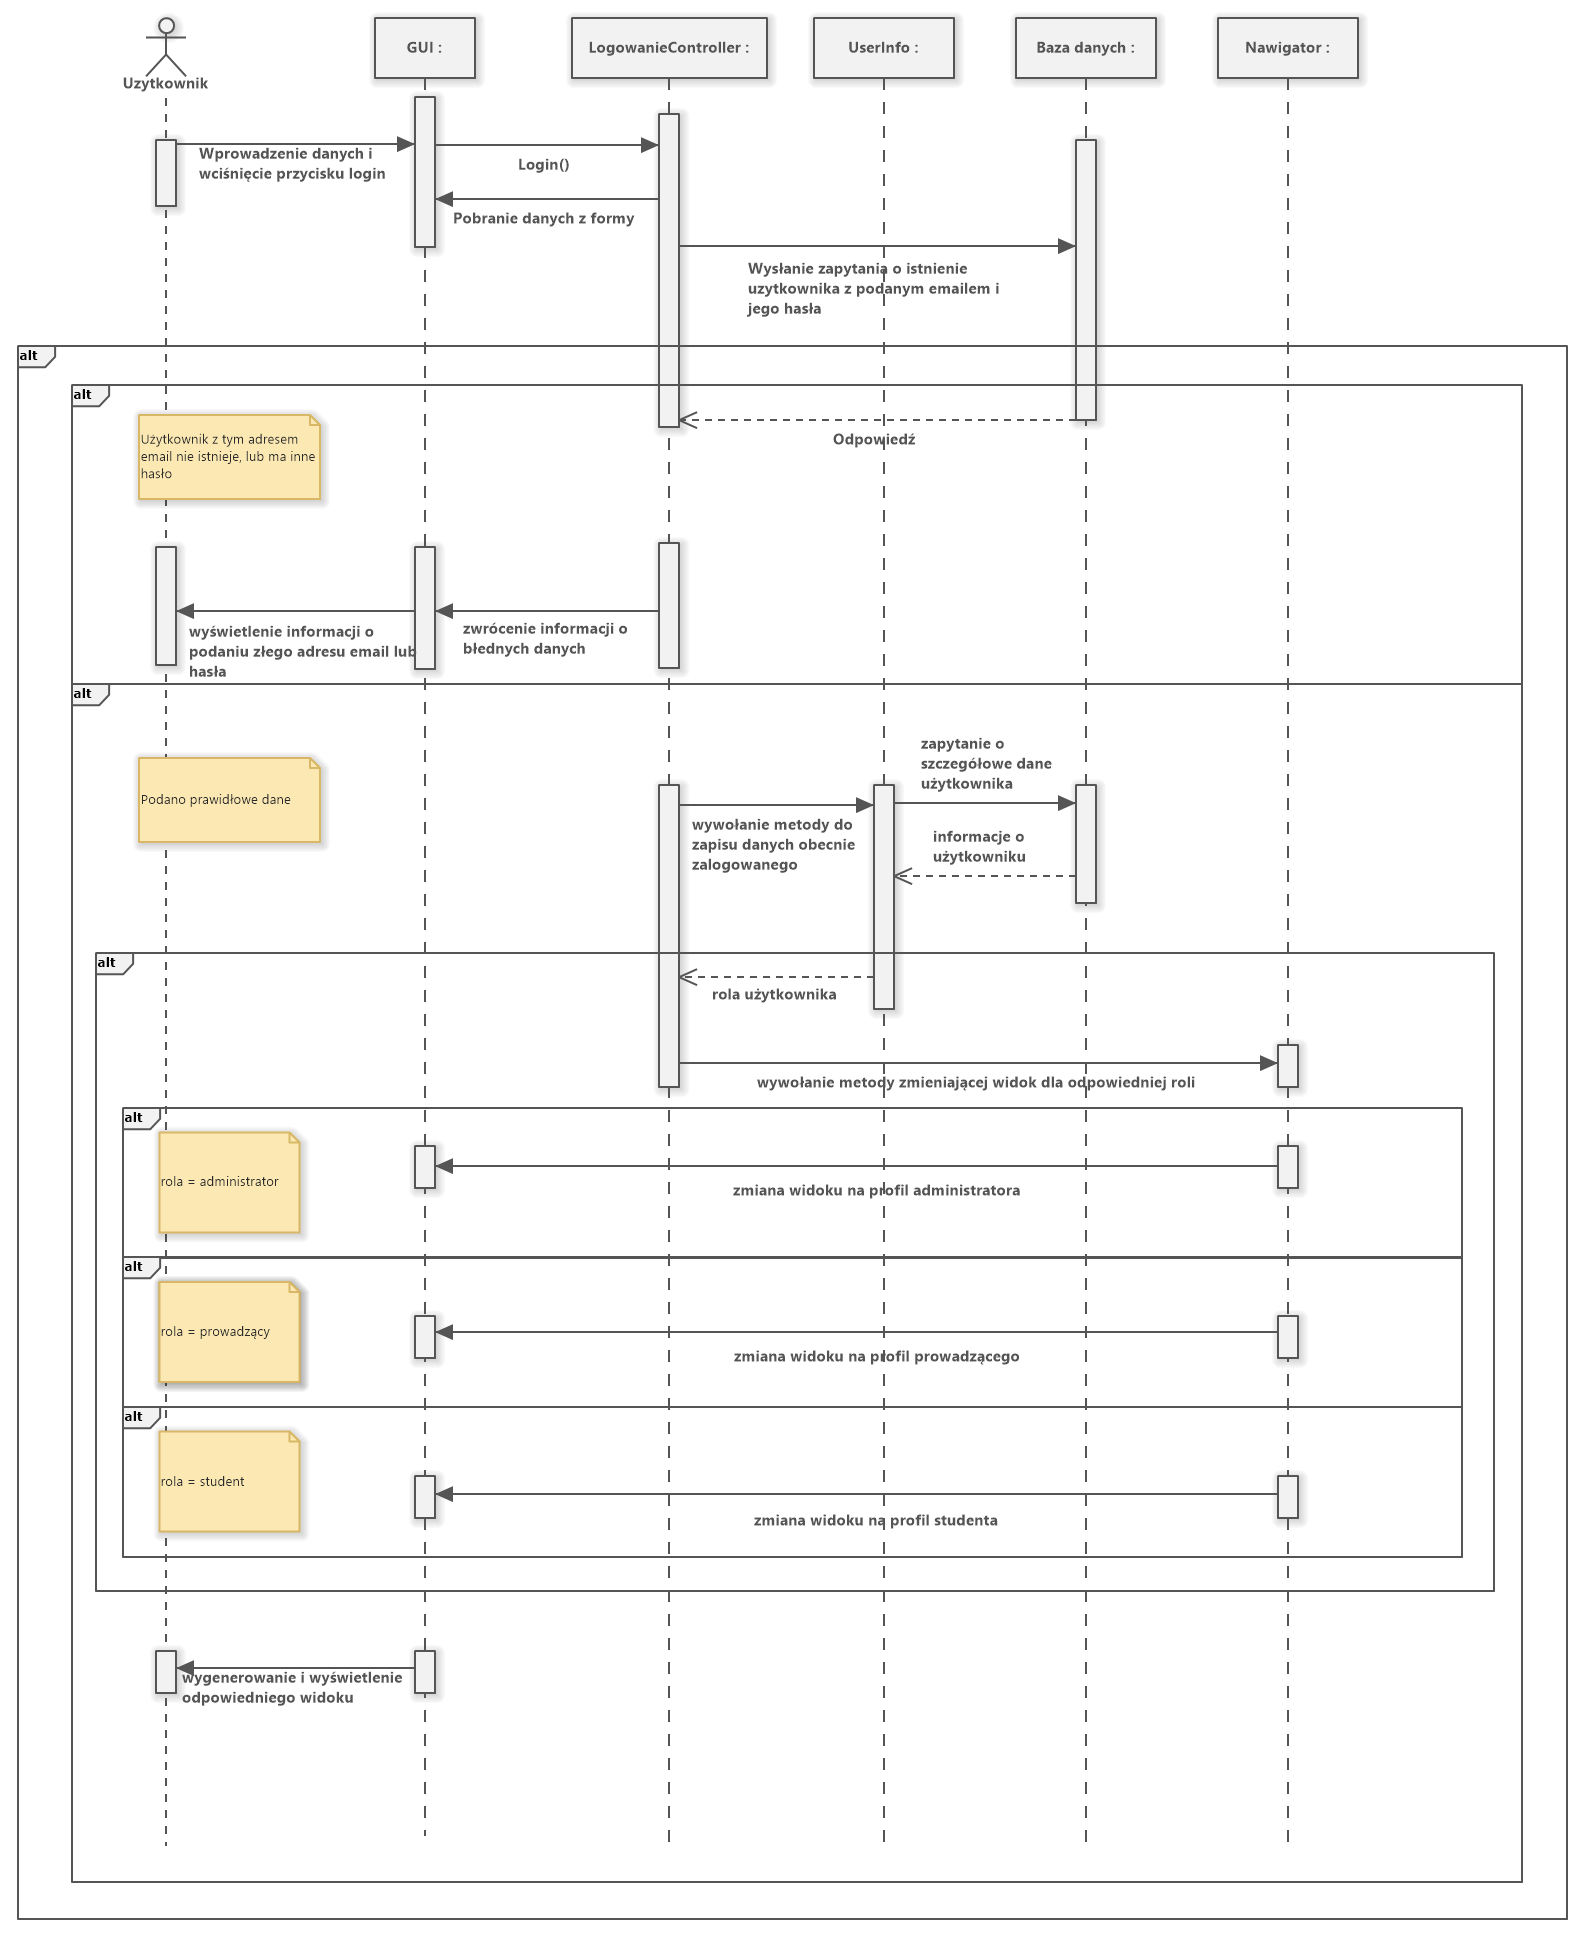 Uzytkownik
GUI :
LogowanieController :
UserInfo :
Baza danych :
Nawigator :
Wprowadzenie danych i
wciśnięcie przycisku login
Login()
Pobranie danych z formy
Wysłanie zapytania o istnienie
uzytkownika z podanym emailem i
jego hasła
alt
alt
Odpowiedź
Użytkownik z tym adresem
email nie istnieje, lub ma inne
hasło
wyświetlenie informacji o
podaniu złego adresu email lub
hasła
zwrócenie informacji o
błednych danych
alt
zapytanie o
szczegółowe dane
użytkownika
Podano prawidłowe dane
wywołanie metody do
zapisu danych obecnie
zalogowanego
informacje o
użytkowniku
alt
rola użytkownika
wywołanie metody zmieniającej widok dla odpowiedniej roli
alt
rola = administrator
zmiana widoku na profil administratora
alt
rola = prowadzący
zmiana widoku na profil prowadzącego
alt
rola = student
zmiana widoku na profil studenta
wygenerowanie i wyświetlenie
odpowiedniego widoku